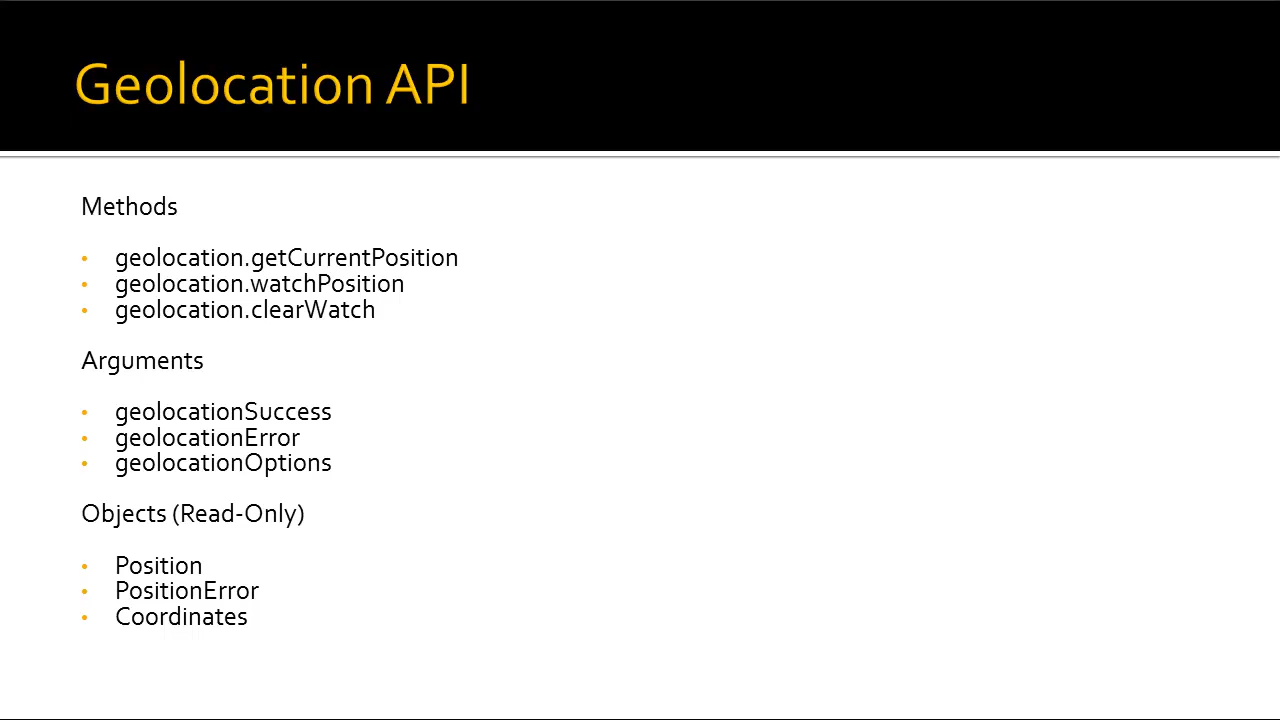 Geolocation API
Methods
• geolocation.getCurrentPosition
• geolocation.watchPosition
• geolocation.clearWatch
Arguments
• geolocationSuccess
• geolocationError
• geolocationOptions
Objects (Read-Only)
• Position
• PositionError
• Coordinates